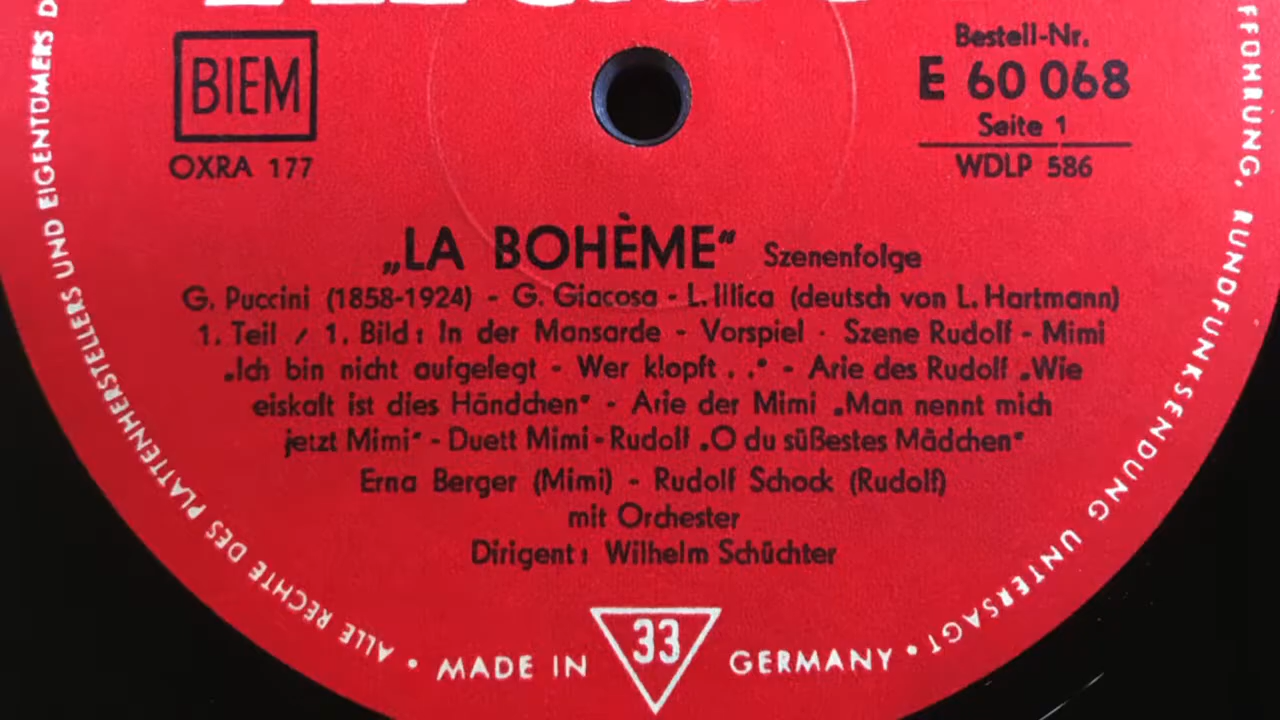 BIEM
OXRA 177
Bestell-Nr.
E 60 068
Seite 1
WDLP 586
„LA BOHÈME“ Szenenfolge
G. Puccini (1858-1924) - G. Giacosa - L. Illica (deutsch von L. Hartmann)
1. Teil / 1. Bild: In der Mansarde - Vorspiel - Szene Rudolf - Mimi
„Ich bin nicht aufgelegt - Wer klopft . .“ - Arie des Rudolf „Wie
eiskalt ist dies Händchen“ - Arie der Mimi „Man nennt mich
jetzt Mimi“ - Duett Mimi-Rudolf „O du süßestes Mädchen“
Erna Berger (Mimi) - Rudolf Schock (Rudolf)
mit Orchester
Dirigent: Wilhelm Schüchter
33
MADE IN GERMANY
• ALLE RECHTE DES PLATTENHERSTELLERS UND EIGENTÜMERS
RUNDFUNKSENDUNG UNTERSAGT! •